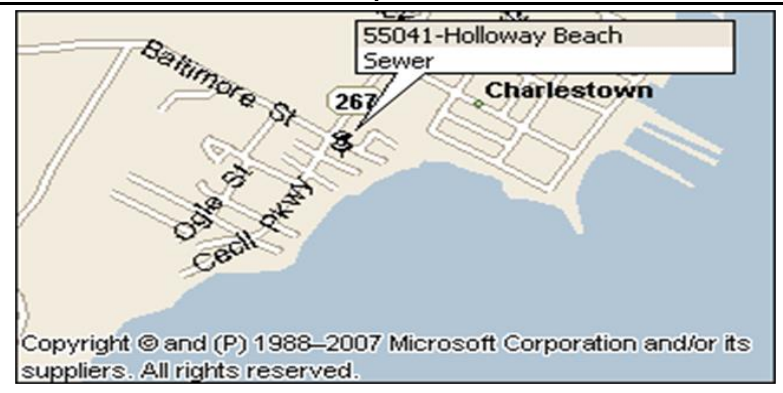 55041-Holloway Beach
Sewer
Baltimore St
267
Charlestown
Ogle St
Cecil Pkwy
Copyright © and (P) 1988–2007 Microsoft Corporation and/or its
suppliers. All rights reserved.